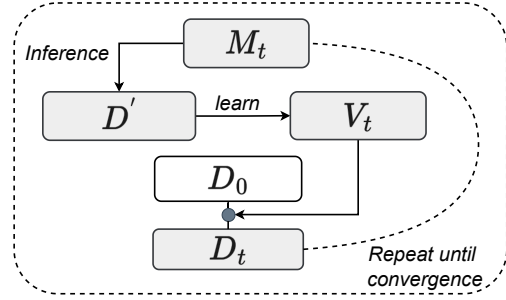 M_t
Inference
D'
learn
V_t
D_0
D_t
Repeat until
convergence